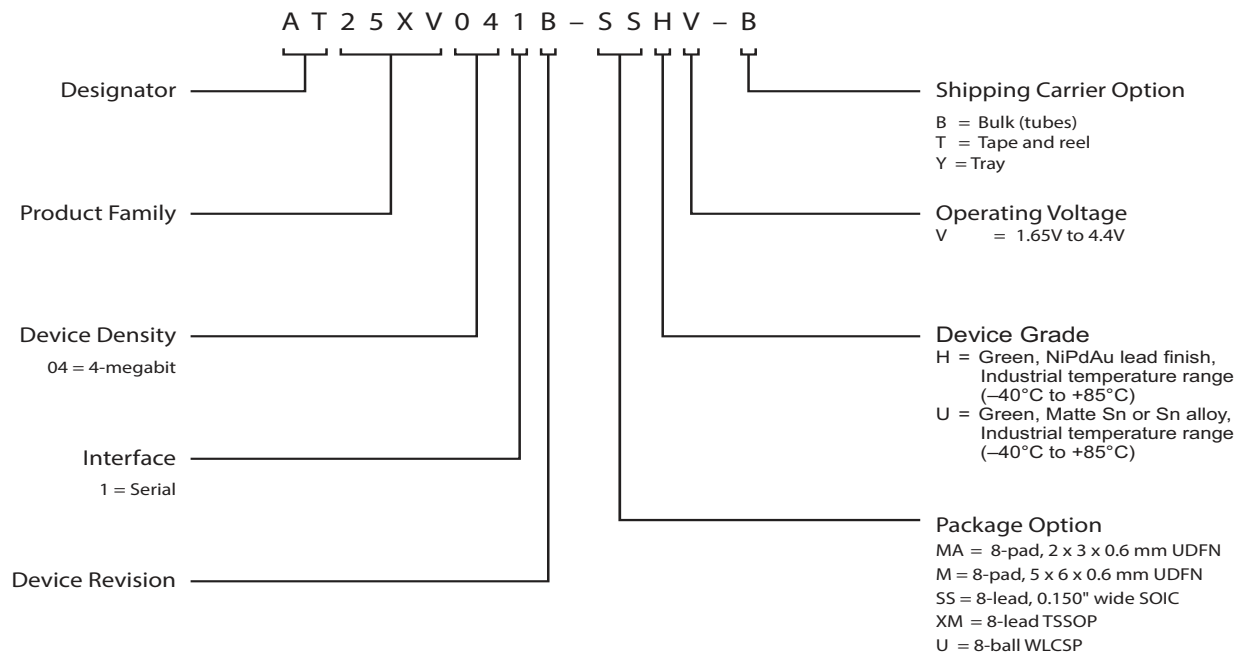 A T 2 5 X V 0 4 1 B – S S H V – B
Designator
Product Family
Device Density
04 = 4-megabit
Interface
1 = Serial
Device Revision
Shipping Carrier Option
B = Bulk (tubes)
T = Tape and reel
Y = Tray
Operating Voltage
V = 1.65V to 4.4V
Device Grade
H = Green, NiPdAu lead finish,
Industrial temperature range
(–40°C to +85°C)
U = Green, Matte Sn or Sn alloy,
Industrial temperature range
(–40°C to +85°C)
Package Option
MA = 8-pad, 2 x 3 x 0.6 mm UDFN
M = 8-pad, 5 x 6 x 0.6 mm UDFN
SS = 8-lead, 0.150" wide SOIC
XM = 8-lead TSSOP
U = 8-ball WLCSP